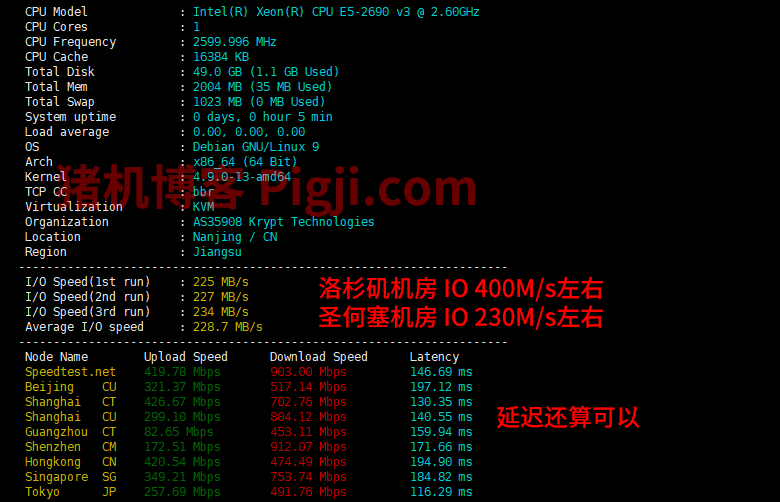 CPU Model : Intel(R) Xeon(R) CPU E5-2690 v3 @ 2.60GHz
CPU Cores : 1
CPU Frequency : 2599.996 MHz
CPU Cache : 16384 KB
Total Disk : 49.0 GB (1.1 GB Used)
Total Mem : 2004 MB (35 MB Used)
Total Swap : 1023 MB (0 MB Used)
System uptime : 0 days, 0 hour 5 min
Load average : 0.00, 0.00, 0.00
OS : Debian GNU/Linux 9
Arch : x86_64 (64 Bit)
Kernel : 4.9.0-13-amd64
猪机博客 Pigji.com
TCP CC : bbr
Virtualization : KVM
Organization : AS35908 Krypt Technologies
Location : Nanjing / CN
Region : Jiangsu
----------------------------------------------------------------------
I/O Speed(1st run) : 225 MB/s
洛杉矶机房 IO 400M/s左右
I/O Speed(2nd run) : 227 MB/s
I/O Speed(3rd run) : 234 MB/s
圣何塞机房 IO 230M/s左右
Average I/O speed : 228.7 MB/s
----------------------------------------------------------------------
Node Name Upload Speed Download Speed Latency
Speedtest.net 419.78 Mbps 903.00 Mbps 146.69 ms
Beijing CU 321.37 Mbps 517.14 Mbps 197.12 ms
Shanghai CT 426.67 Mbps 702.76 Mbps 130.35 ms
Shanghai CU 299.10 Mbps 804.12 Mbps 140.55 ms
延迟还算可以
Guangzhou CT 82.65 Mbps 453.11 Mbps 159.94 ms
Shenzhen CM 172.51 Mbps 912.07 Mbps 171.66 ms
Hongkong CN 420.54 Mbps 474.49 Mbps 194.90 ms
Singapore SG 349.21 Mbps 753.74 Mbps 184.82 ms
Tokyo JP 257.69 Mbps 491.76 Mbps 116.29 ms